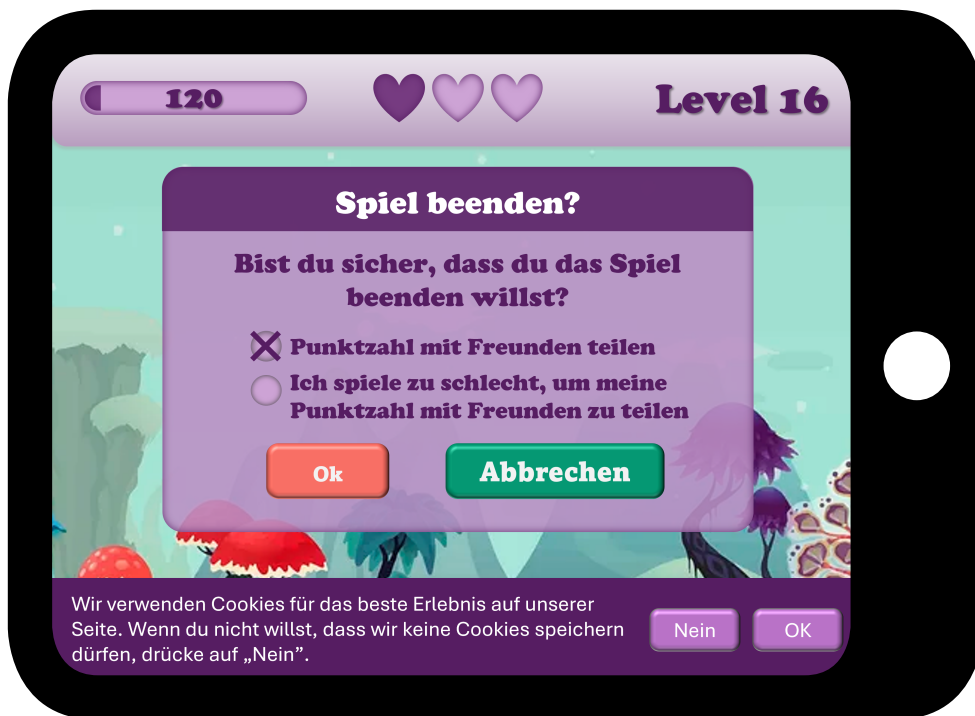 120
Level 16
Spiel beenden?
Bist du sicher, dass du das Spiel
beenden willst?
Punktzahl mit Freunden teilen
Ich spiele zu schlecht, um meine
Punktzahl mit Freunden zu teilen
Ok
Abbrechen
Wir verwenden Cookies für das beste Erlebnis auf unserer
Seite. Wenn du nicht willst, dass wir keine Cookies speichern
dürfen, drücke auf „Nein”.
Nein
OK